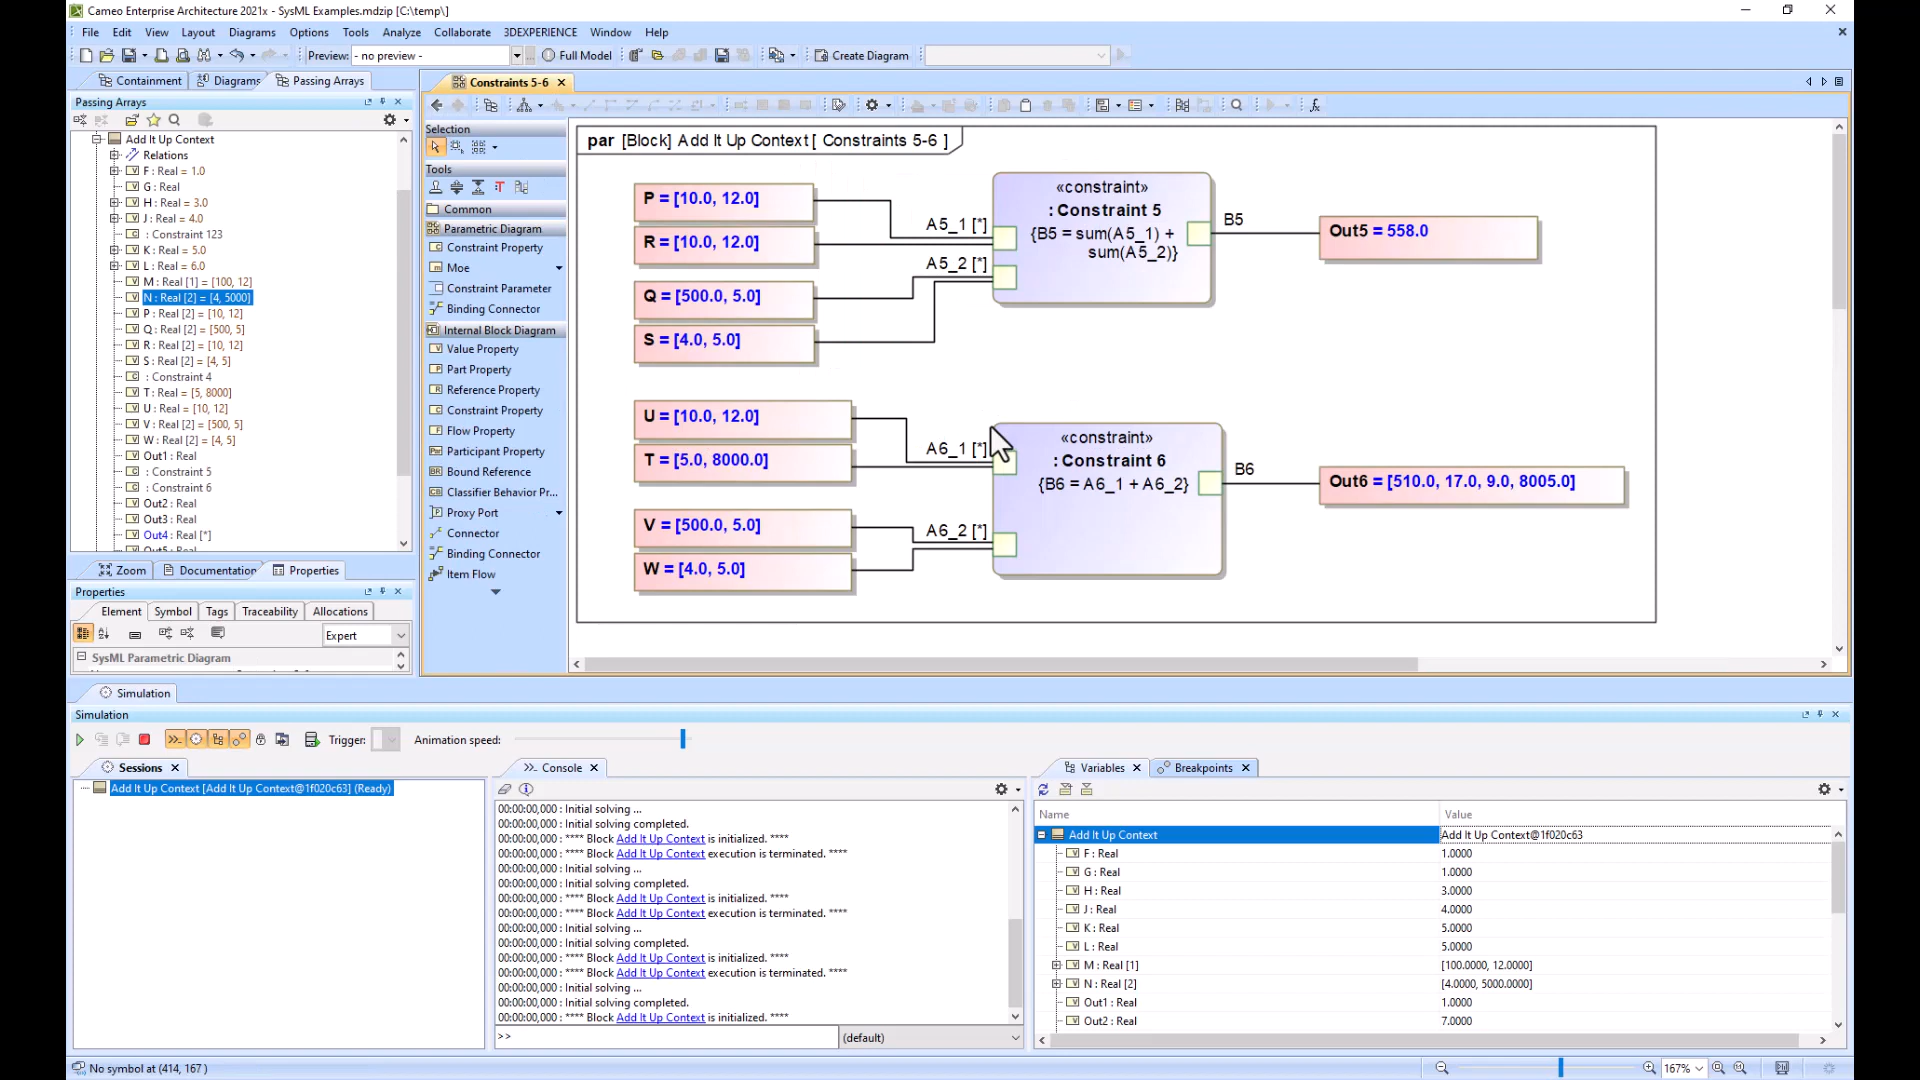 Cameo Enterprise Architecture 2021x - SysML Examples.mdzip [C:\temp\]
File Edit View Layout Diagrams Options Tools Analyze Collaborate 3DEXPERIENCE Window Help
Preview: - no preview - Full Model Create Diagram
Containment Diagrams Passing Arrays
Passing Arrays
Add It Up Context
Relations
F : Real = 1.0
G : Real
H : Real = 3.0
J : Real = 4.0
: Constraint 123
K : Real = 5.0
L : Real = 6.0
M : Real [1] = [100, 12]
N : Real [2] = [4, 5000]
P : Real [2] = [10, 12]
Q : Real [2] = [500, 5]
R : Real [2] = [10, 12]
S : Real [2] = [4, 5]
: Constraint 4
T : Real = [5, 8000]
U : Real = [10, 12]
V : Real [2] = [500, 5]
W : Real [2] = [4, 5]
Out1 : Real
: Constraint 5
: Constraint 6
Out2 : Real
Out3 : Real
Out4 : Real [*]
Out5 : Real
Zoom Documentation Properties
Properties
Element Symbol Tags Traceability Allocations
Expert
SysML Parametric Diagram
Constraints 5-6
Selection
Tools
Common
Parametric Diagram
Constraint Property
Moe
Constraint Parameter
Binding Connector
Internal Block Diagram
Value Property
Part Property
Reference Property
Constraint Property
Flow Property
Participant Property
Bound Reference
Classifier Behavior Pr...
Proxy Port
Connector
Binding Connector
Item Flow
par [Block] Add It Up Context [ Constraints 5-6 ]
P = [10.0, 12.0]
R = [10.0, 12.0]
Q = [500.0, 5.0]
S = [4.0, 5.0]
A5_1 [*]
A5_2 [*]
«constraint»
: Constraint 5
{B5 = sum(A5_1) +
sum(A5_2)}
B5
Out5 = 558.0
U = [10.0, 12.0]
T = [5.0, 8000.0]
V = [500.0, 5.0]
W = [4.0, 5.0]
A6_1 [*]
A6_2 [*]
«constraint»
: Constraint 6
{B6 = A6_1 + A6_2}
B6
Out6 = [510.0, 17.0, 9.0, 8005.0]
Simulation
Simulation
Trigger: Animation speed:
Sessions
Add It Up Context [Add It Up Context@1f020c63] (Ready)
Console
00:00:00,000 : Initial solving ...
00:00:00,000 : Initial solving completed.
00:00:00,000 : **** Block Add It Up Context is initialized. ****
00:00:00,000 : **** Block Add It Up Context execution is terminated. ****
00:00:00,000 : Initial solving ...
00:00:00,000 : Initial solving completed.
00:00:00,000 : **** Block Add It Up Context is initialized. ****
00:00:00,000 : **** Block Add It Up Context execution is terminated. ****
00:00:00,000 : Initial solving ...
00:00:00,000 : Initial solving completed.
00:00:00,000 : **** Block Add It Up Context is initialized. ****
00:00:00,000 : **** Block Add It Up Context execution is terminated. ****
00:00:00,000 : Initial solving ...
00:00:00,000 : Initial solving completed.
00:00:00,000 : **** Block Add It Up Context is initialized. ****
>> (default)
Variables Breakpoints
Name Value
Add It Up Context Add It Up Context@1f020c63
F : Real 1.0000
G : Real 1.0000
H : Real 3.0000
J : Real 4.0000
K : Real 5.0000
L : Real 5.0000
M : Real [1] [100.0000, 12.0000]
N : Real [2] [4.0000, 5000.0000]
Out1 : Real 1.0000
Out2 : Real 7.0000
No symbol at (414, 167 )
167%